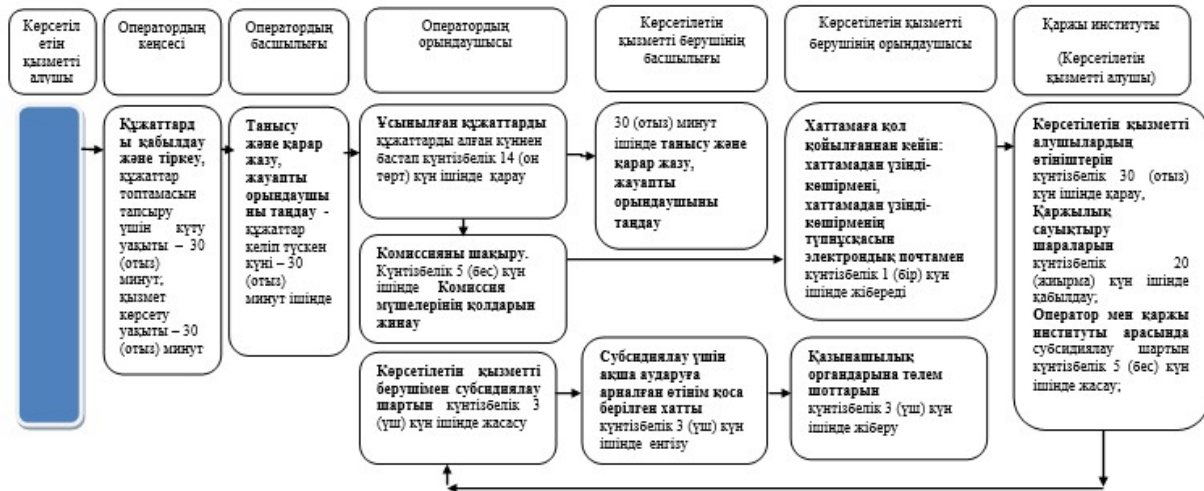 Көрсетіл
етін
қызметті
алушы
Оператордың
кеңсесі
Оператордың
басшылығы
Оператордың
орындаушысы
Көрсетілетін
қызметті берушінің
басшылығы
Көрсетілетін қызметті
берушінің орындаушысы
Қаржы институты
(Көрсетілетін
қызметті алушы)
Құжаттард
ы қабылдау
және тіркеу,
құжаттар
топтамасын
тапсыру
үшін күту
уақыты – 30
(отыз)
минут;
қызмет
көрсету
уақыты – 30
(отыз) минут
Танысу
және қарар
жазу,
жауапты
орындаушы
ны таңдау -
құжаттар
келіп түскен
күні – 30
(отыз)
минут ішінде
Ұсынылған құжаттарды
құжаттарды алған күннен
бастап күнтізбелік 14 (он
төрт) күн ішінде қарау
Комиссияны шақыру.
Күнтізбелік 5 (бес) күн
ішінде Комиссия
мүшелерінің қолдарын
жинау
30 (отыз) минут
ішінде танысу және
қарар жазу,
жауапты
орындаушыны
таңдау
Хаттамаға қол
қойылғаннан кейін:
хаттамадан үзінді-
көшірмені,
хаттамадан үзінді-
көшірменің
түпнұсқасын
электрондық почтамен
күнтізбелік 1 (бір) күн
ішінде жібереді
Көрсетілетін қызметті
алушылардың
өтініштерін
күнтізбелік 30 (отыз)
күн ішінде қарау,
Қаржылық
сауықтыру
шараларын
күнтізбелік 20
(жиырма) күн ішінде
қабылдау;
Оператор мен қаржы
институты арасында
субсидиялау шартын
күнтізбелік 5 (бес) күн
ішінде жасау;
Көрсетілетін қызметті
берушімен субсидиялау
шартын күнтізбелік 3
(үш) күн ішінде жасасу
Субсидиялау үшін
ақша аударуға
арналған өтінім қоса
берілген хатты
күнтізбелік 3 (үш) күн
ішінде енгізу
Қазынашылық
органдарына төлем
шоттарын
күнтізбелік 3 (үш) күн
ішінде жіберу